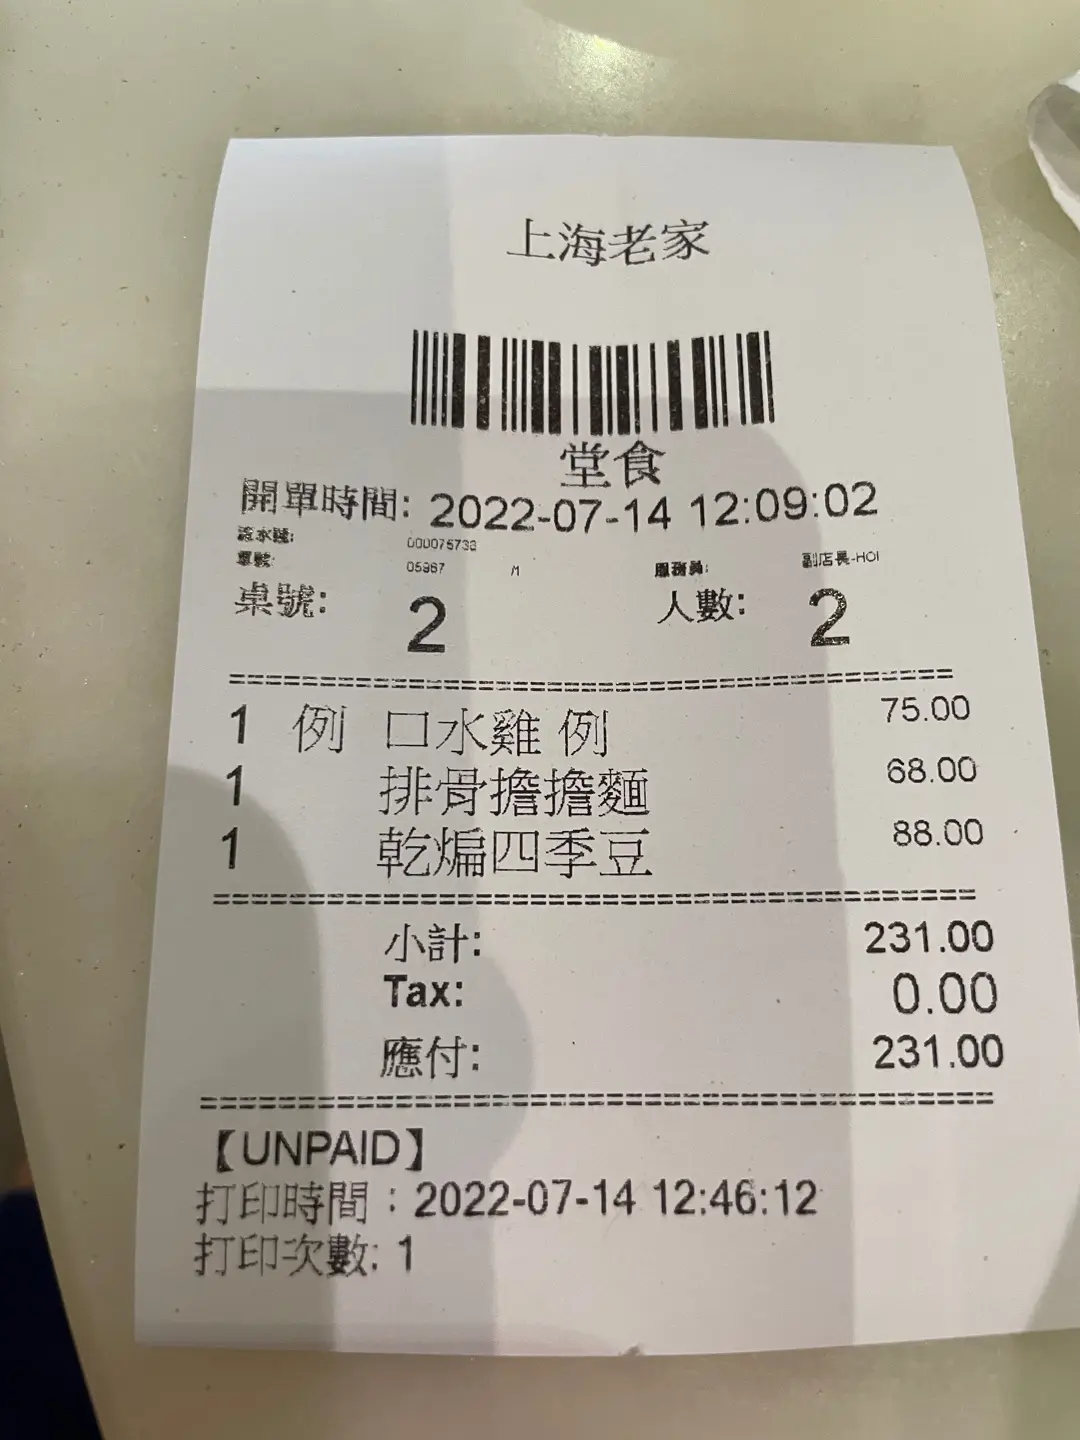 上海老家
堂食
開單時間: 2022-07-14 12:09:02
流水號: 000075738
單號: 05967 M 服務員: 副店長-HOI
桌號: 2 人數: 2
1 例 口水雞 例 75.00
1 排骨擔擔麵 68.00
1 乾煸四季豆 88.00
小計: 231.00
Tax: 0.00
應付: 231.00
【UNPAID】
打印時間：2022-07-14 12:46:12
打印次數: 1